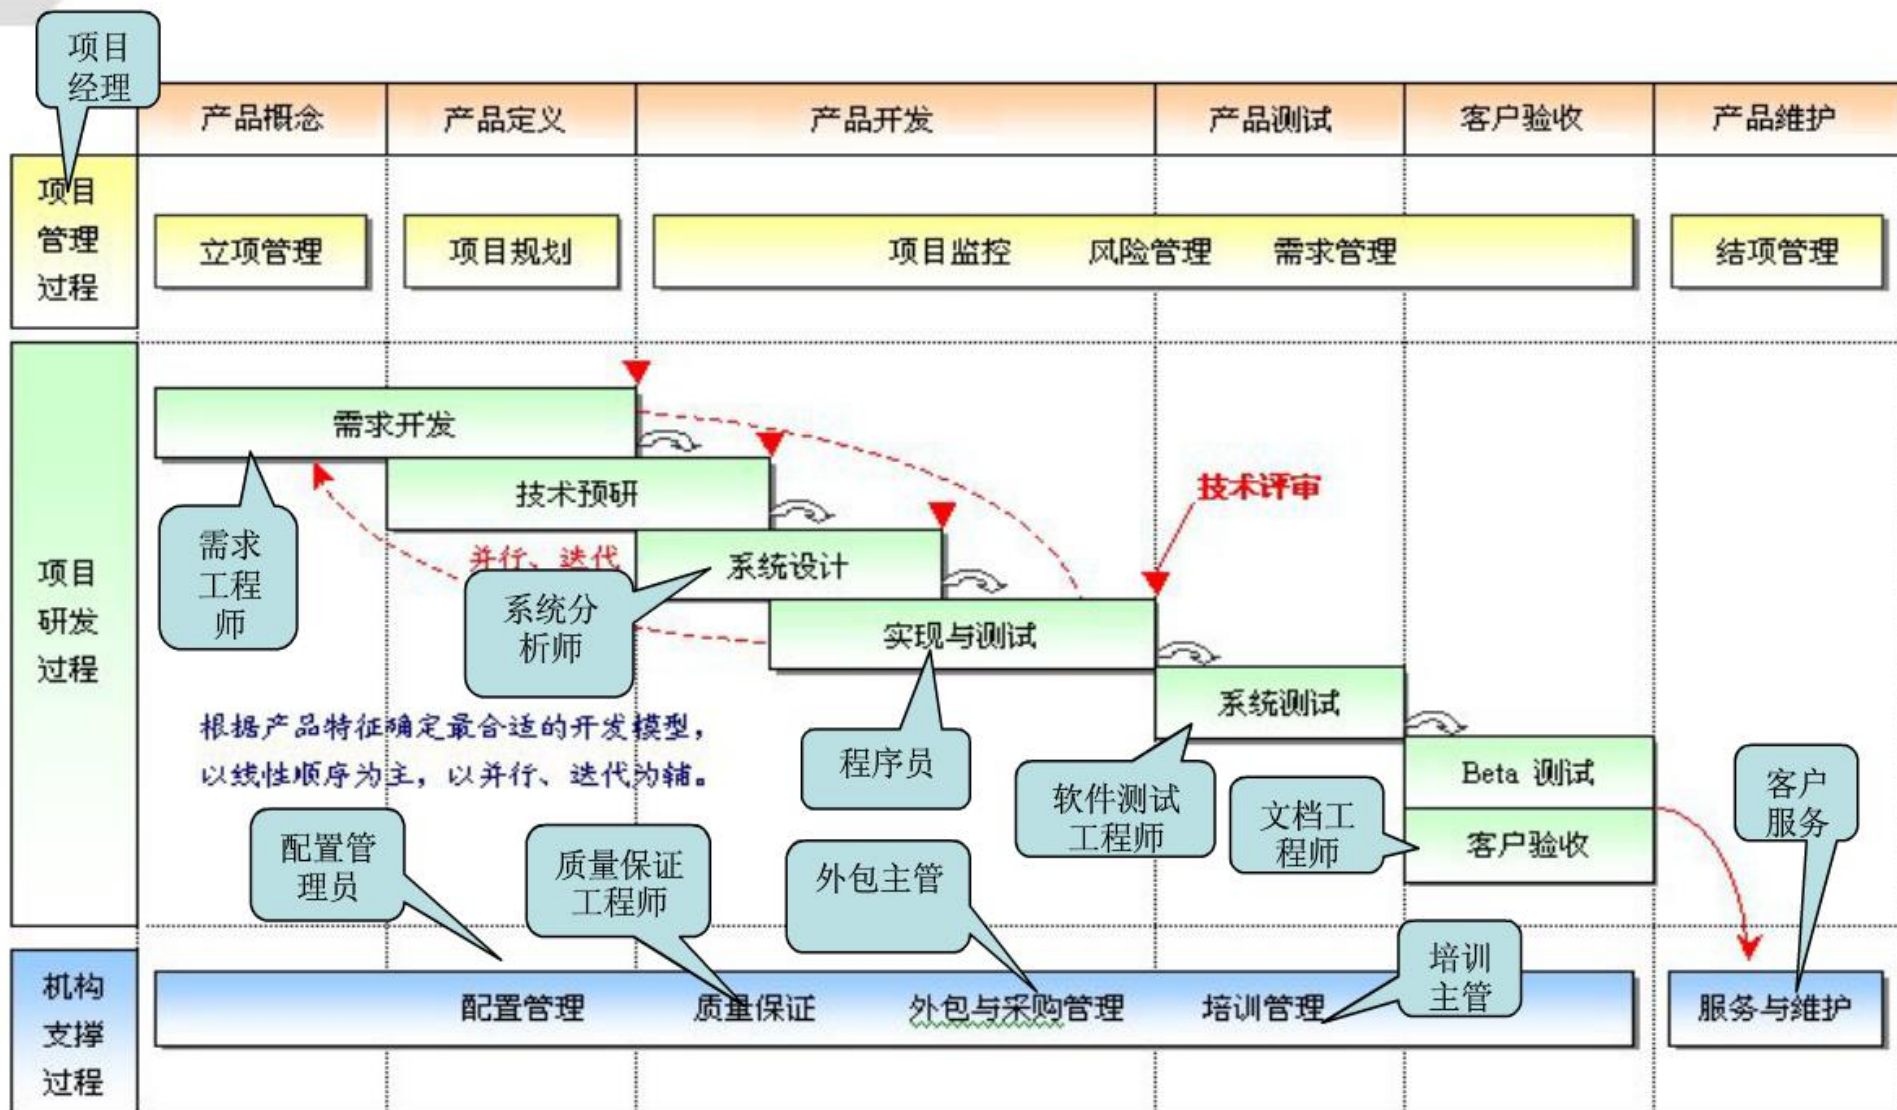 项目
经理
产品概念
产品定义
产品开发
产品测试
客户验收
产品维护
项目
管理
过程
立项管理
项目规划
项目监控 风险管理 需求管理
结项管理
项目
研发
过程
需求开发
技术预研
技术评审
需求
工程
师
并行、迭代
系统设计
系统分
析师
实现与测试
系统测试
根据产品特征确定最合适的开发模型,
以线性顺序为主,以并行、迭代为辅。
程序员
软件测试
工程师
Beta 测试
文档工
程师
客户验收
客户
服务
配置管
理员
质量保证
工程师
外包主管
培训
主管
机构
支撑
过程
配置管理 质量保证 外包与采购管理 培训管理
服务与维护